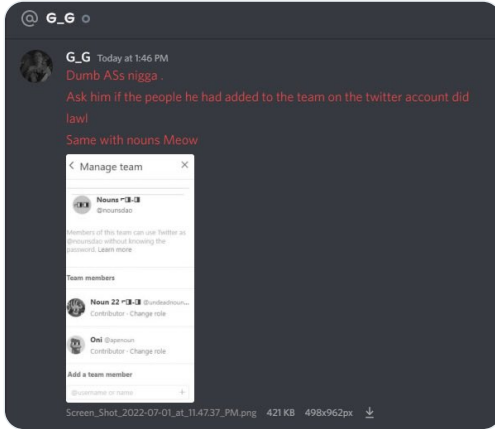 @ G_G
G_G Today at 1:46 PM
Dumb ASs nigga .
Ask him if the people he had added to the team on the twitter account did
lawl
Same with nouns Meow
Manage team
Nouns ⌐◨-◨
@nounsdao
Members of this team can use Twitter as
@nounsdao without knowing the
password. Learn more
Team members
Noun 22 ⌐◨-◨ @undeadnoun...
Contributor · Change role
Oni @apenoun
Contributor · Change role
Add a team member
@username or name
Screen_Shot_2022-07-01_at_11.47.37_PM.png 421 KB 498x962px